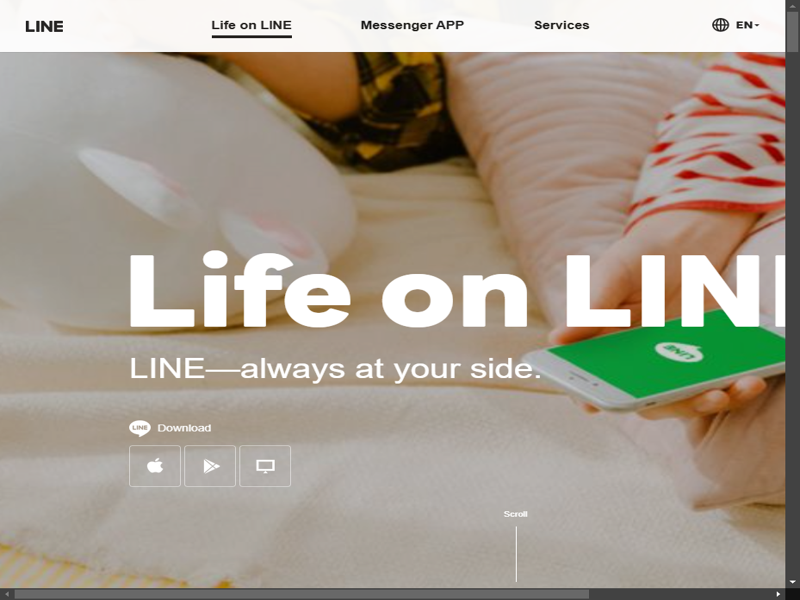 LINE
Life on LINE
Messenger APP
Services
EN
Life on LIN
LINE—always at your side.
LINE
LINE
Download
Scroll